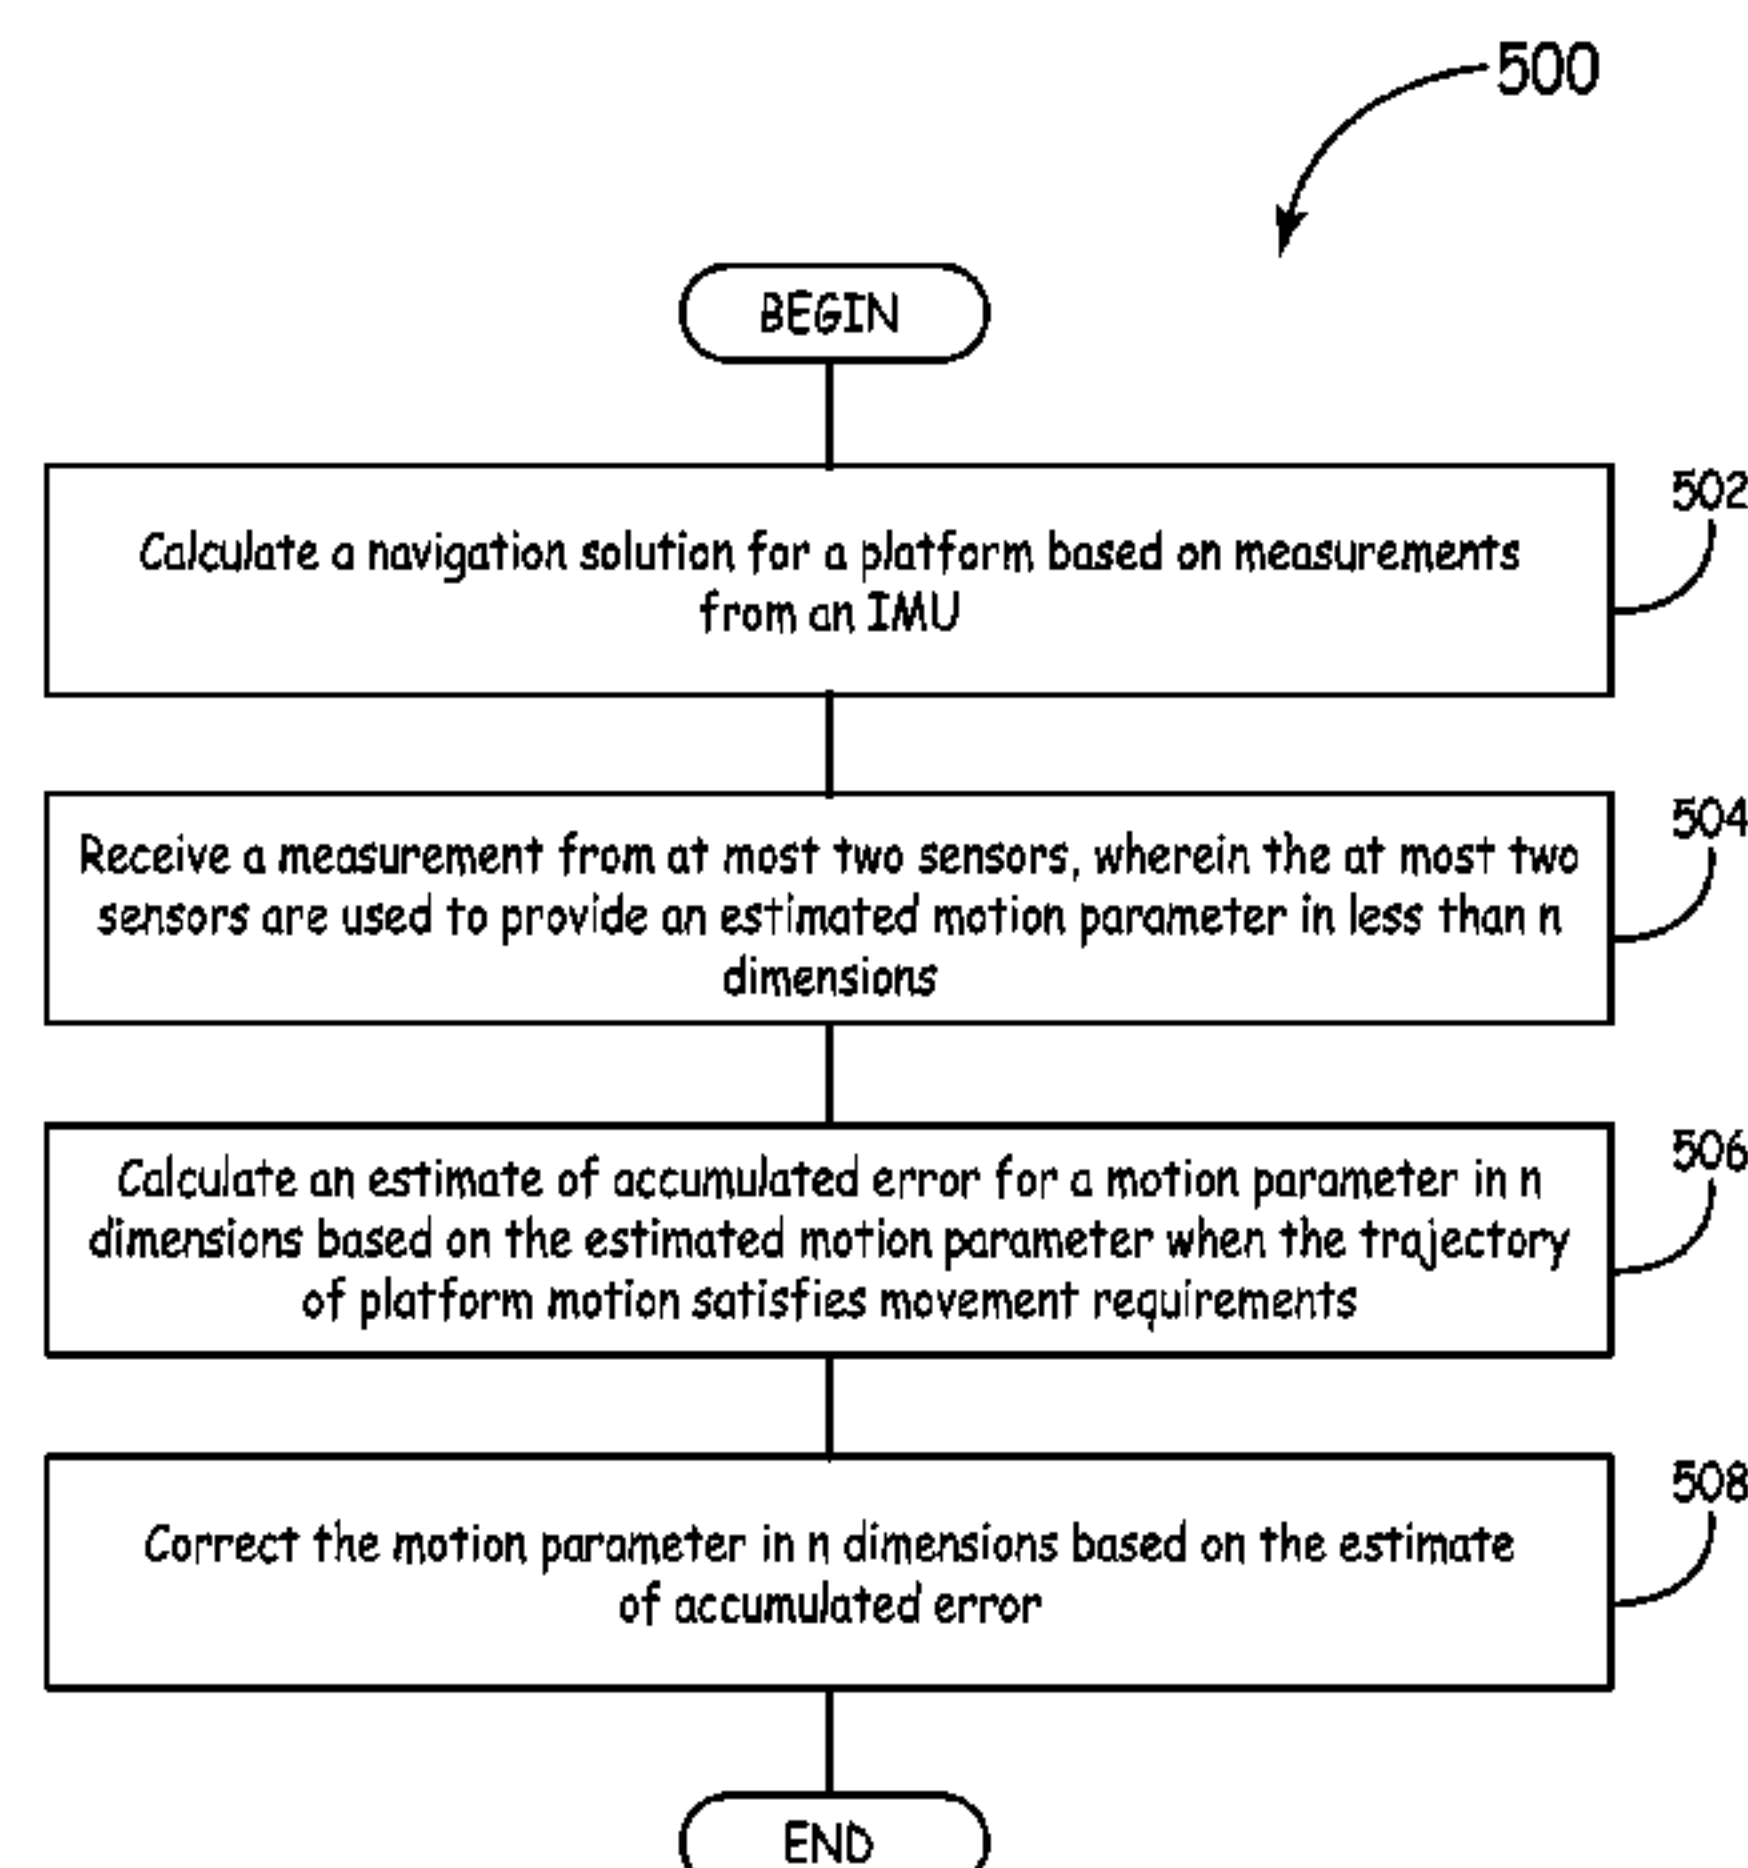 500
BEGIN
502
Calculate a navigation solution for a platform based on measurements
from an IMU
504
Receive a measurement from at most two sensors, wherein the at most two
sensors are used to provide an estimated motion parameter in less than n
dimensions
506
Calculate an estimate of accumulated error for a motion parameter in n
dimensions based on the estimated motion parameter when the trajectory
of platform motion satisfies movement requirements
508
Correct the motion parameter in n dimensions based on the estimate
of accumulated error
END